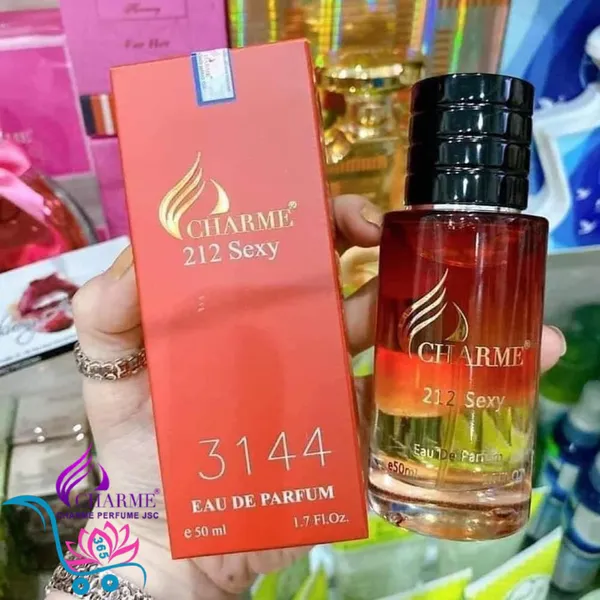 For Her
CHARME®
212 Sexy
3144
EAU DE PARFUM
e 50 ml 1.7 Fl.Oz.
CHARME®
212 Sexy
Eau De Parfum
e50ml
CHARME®
CHARME PERFUME JSC
365